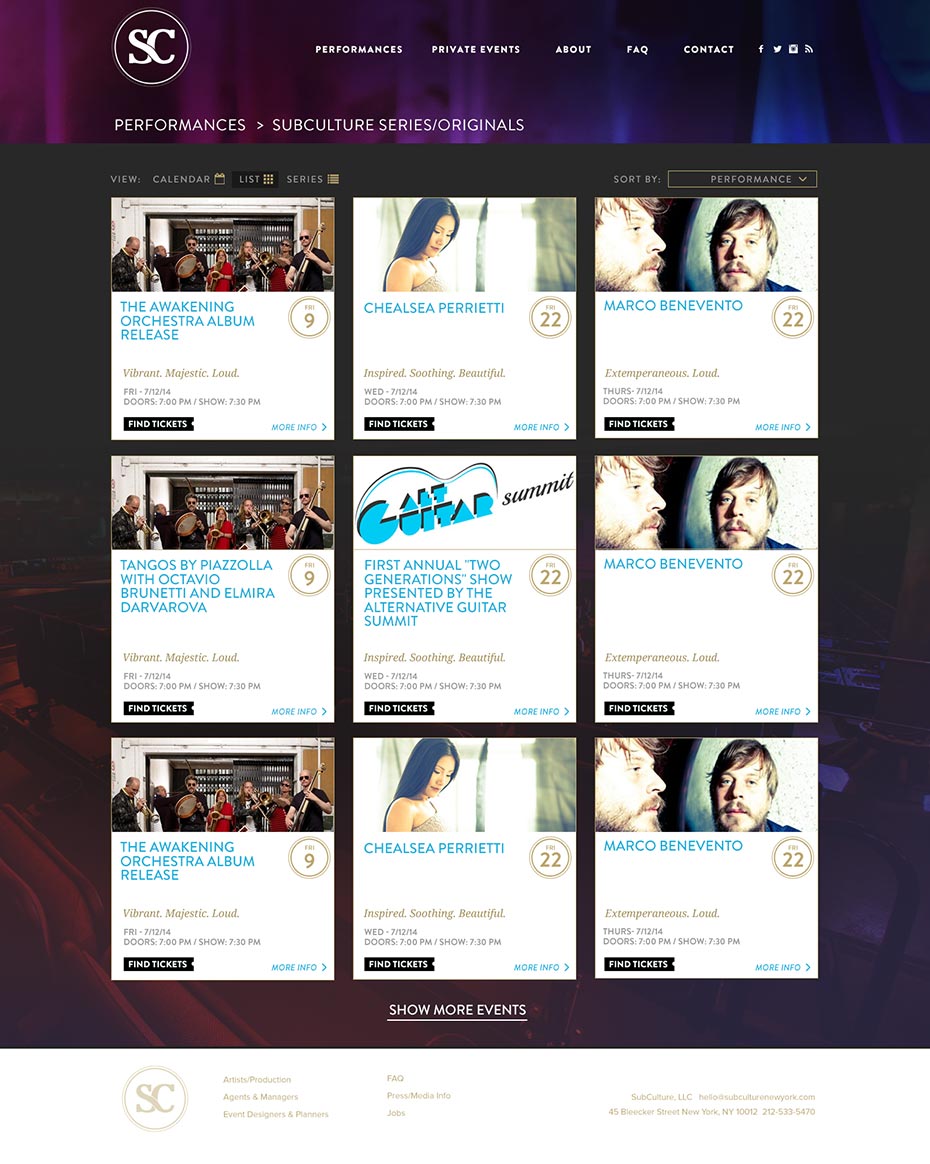 SC
PERFORMANCES PRIVATE EVENTS ABOUT FAQ CONTACT
PERFORMANCES > SUBCULTURE SERIES/ORIGINALS
VIEW: CALENDAR LIST SERIES
SORT BY: PERFORMANCE
THE AWAKENING
ORCHESTRA ALBUM
RELEASE
FRI
9
Vibrant. Majestic. Loud.
FRI - 7/12/14
DOORS: 7:00 PM / SHOW: 7:30 PM
FIND TICKETS
MORE INFO
CHEALSEA PERRIETTI
FRI
22
Inspired. Soothing. Beautiful.
WED - 7/12/14
DOORS: 7:00 PM / SHOW: 7:30 PM
FIND TICKETS
MORE INFO
MARCO BENEVENTO
FRI
22
Extemperaneous. Loud.
THURS- 7/12/14
DOORS: 7:00 PM / SHOW: 7:30 PM
FIND TICKETS
MORE INFO
TANGOS BY PIAZZOLLA
WITH OCTAVIO
BRUNETTI AND ELMIRA
DARVAROVA
FRI
9
Vibrant. Majestic. Loud.
FRI - 7/12/14
DOORS: 7:00 PM / SHOW: 7:30 PM
FIND TICKETS
MORE INFO
ALT
GUITAR summit
FIRST ANNUAL "TWO
GENERATIONS" SHOW
PRESENTED BY THE
ALTERNATIVE GUITAR
SUMMIT
FRI
22
Inspired. Soothing. Beautiful.
WED - 7/12/14
DOORS: 7:00 PM / SHOW: 7:30 PM
FIND TICKETS
MORE INFO
MARCO BENEVENTO
FRI
22
Extemperaneous. Loud.
THURS- 7/12/14
DOORS: 7:00 PM / SHOW: 7:30 PM
FIND TICKETS
MORE INFO
THE AWAKENING
ORCHESTRA ALBUM
RELEASE
FRI
9
Vibrant. Majestic. Loud.
FRI - 7/12/14
DOORS: 7:00 PM / SHOW: 7:30 PM
FIND TICKETS
MORE INFO
CHEALSEA PERRIETTI
FRI
22
Inspired. Soothing. Beautiful.
WED - 7/12/14
DOORS: 7:00 PM / SHOW: 7:30 PM
FIND TICKETS
MORE INFO
MARCO BENEVENTO
FRI
22
Extemperaneous. Loud.
THURS- 7/12/14
DOORS: 7:00 PM / SHOW: 7:30 PM
FIND TICKETS
MORE INFO
SHOW MORE EVENTS
SC
Artists/Production
Agents & Managers
Event Designers & Planners
FAQ
Press/Media Info
Jobs
SubCulture, LLC hello@subculturenewyork.com
45 Bleecker Street New York, NY 10012 212-533-5470